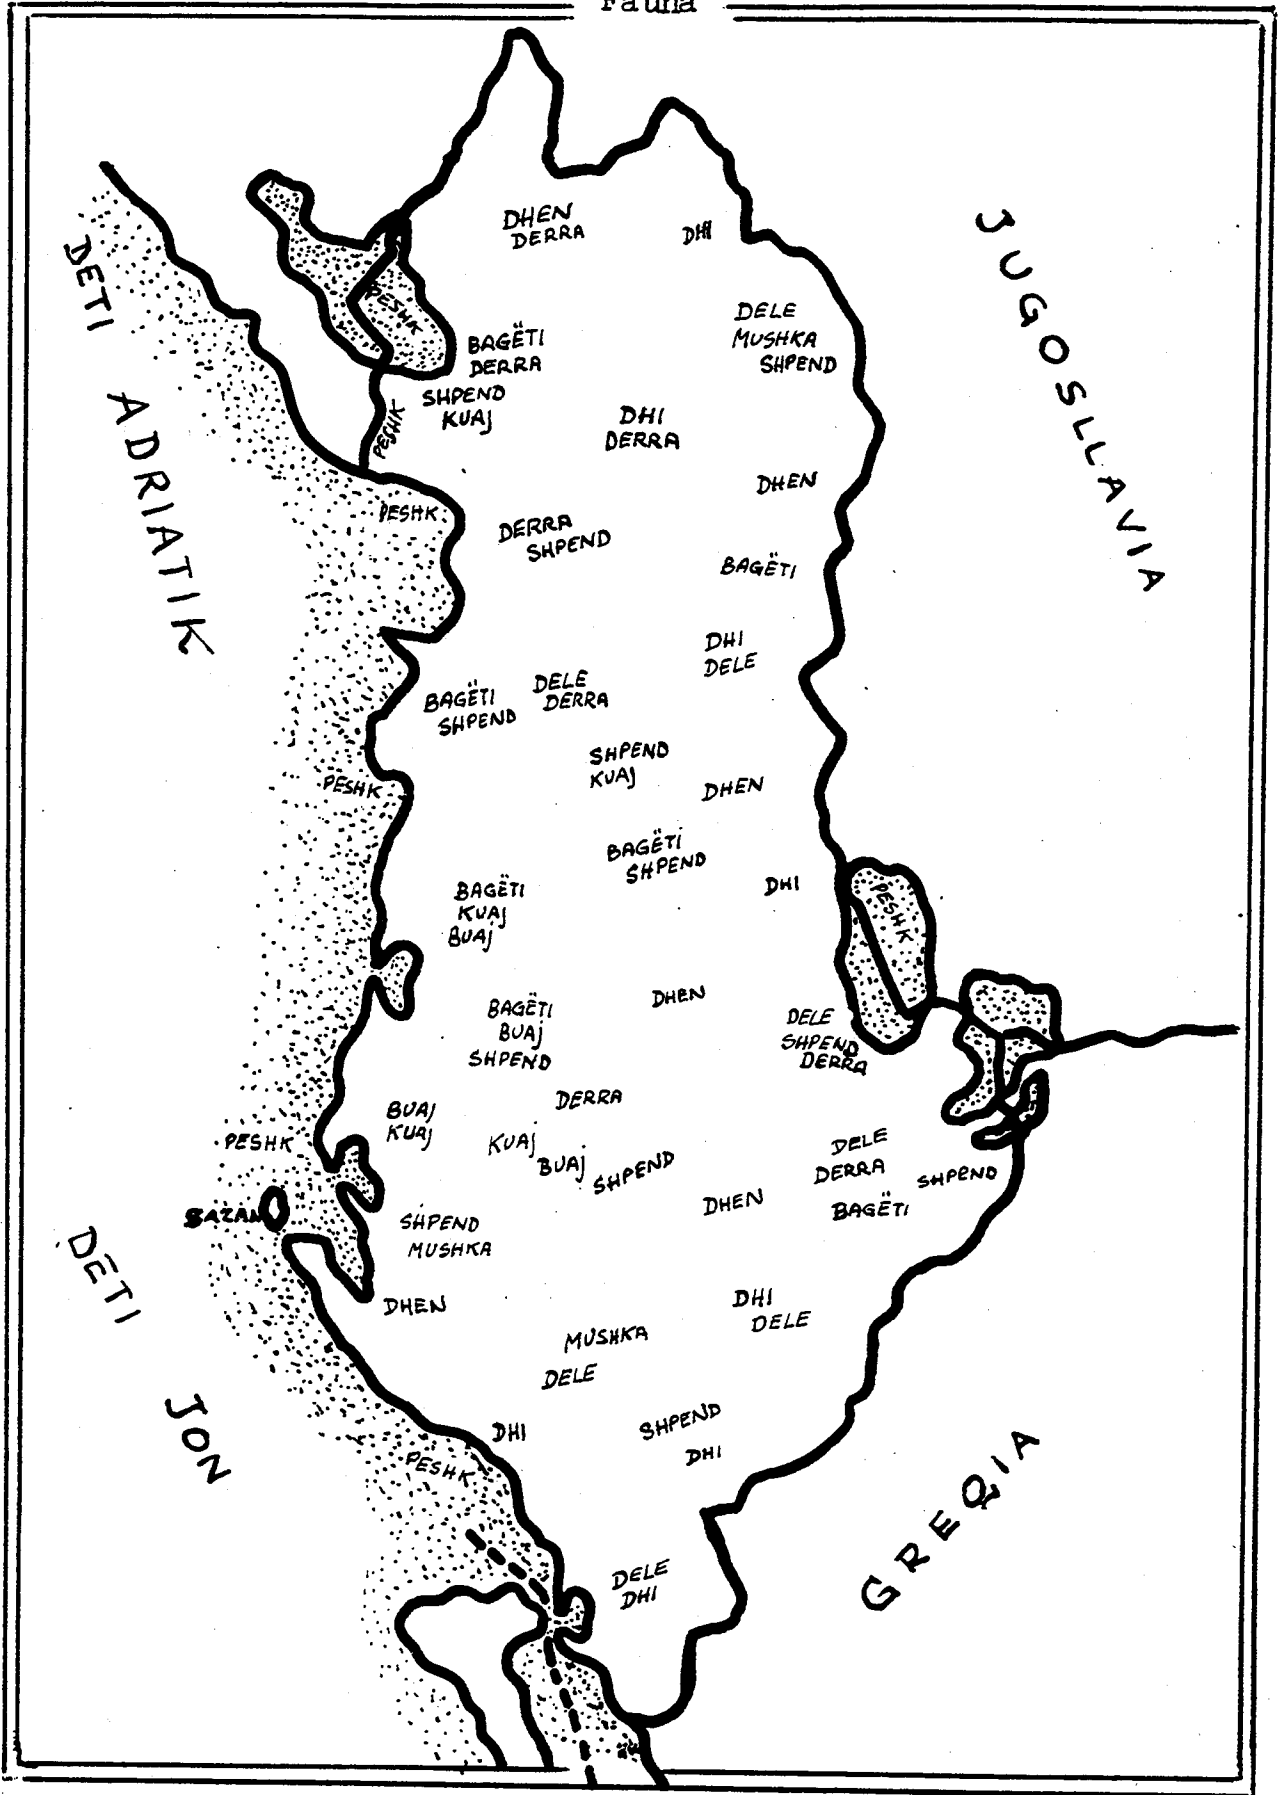 Fauna
DHEN
DERRA
DHI
JUGOSLLAVIA
DETI
ADRIATIK
PESHK
DELE
MUSHKA
SHPEND
BAGËTI
DERRA
SHPEND
KUAJ
PESHK
DHI
DERRA
DHEN
PESHK
DERRA
SHPEND
BAGËTI
DHI
DELE
BAGËTI
SHPEND
DELE
DERRA
SHPEND
KUAJ
PESHK
DHEN
BAGËTI
SHPEND
DHI
PESHK
BAGËTI
KUAJ
BUAJ
DHEN
BAGËTI
BUAJ
SHPEND
DELE
SHPEND
DERRA
DERRA
BUAJ
KUAJ
PESHK
KUAJ
BUAJ
SHPEND
DELE
DERRA
SHPEND
BAGËTI
DHEN
SAZAN
SHPEND
MUSHKA
DETI
JON
DHEN
DHI
DELE
MUSHKA
DELE
DHI
SHPEND
DHI
PESHK
GREQIA
DELE
DHI